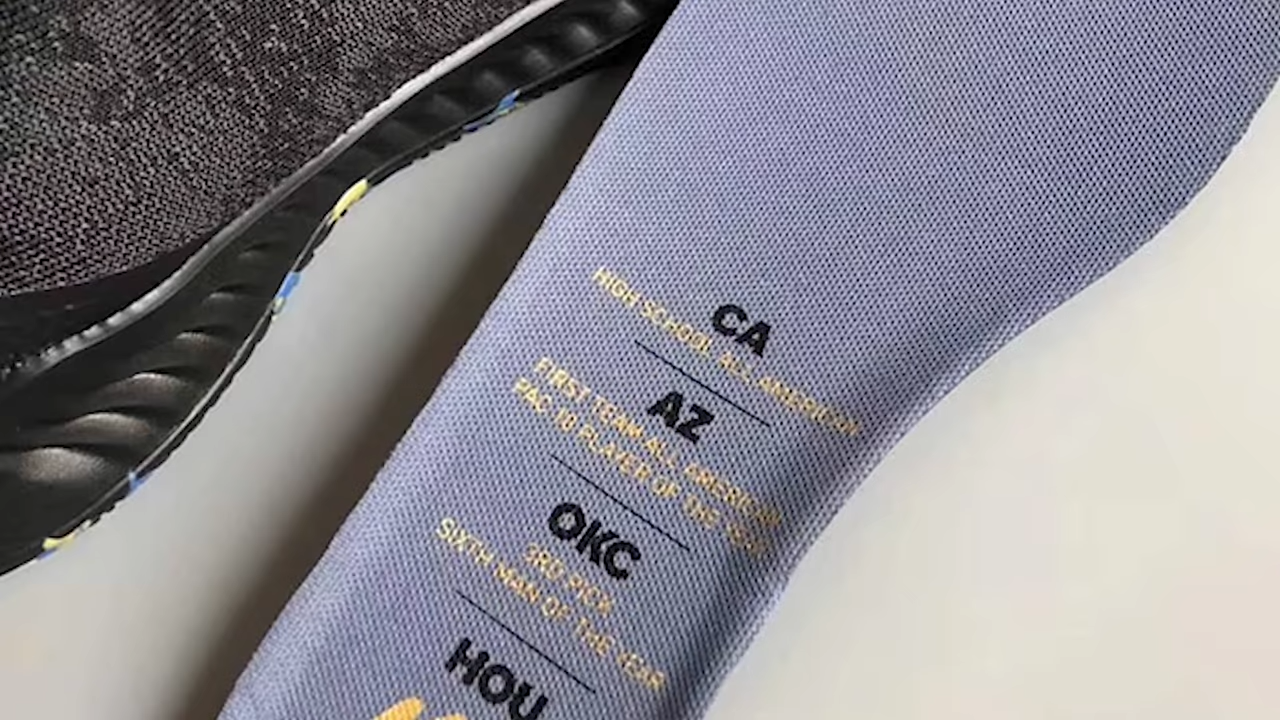 CA
HIGH SCHOOL ALL AMERICAN
AZ
FIRST TEAM ALL AMERICAN
PAC 10 PLAYER OF THE YEAR
OKC
3RD PICK
SIXTH MAN OF THE YEAR
HOU